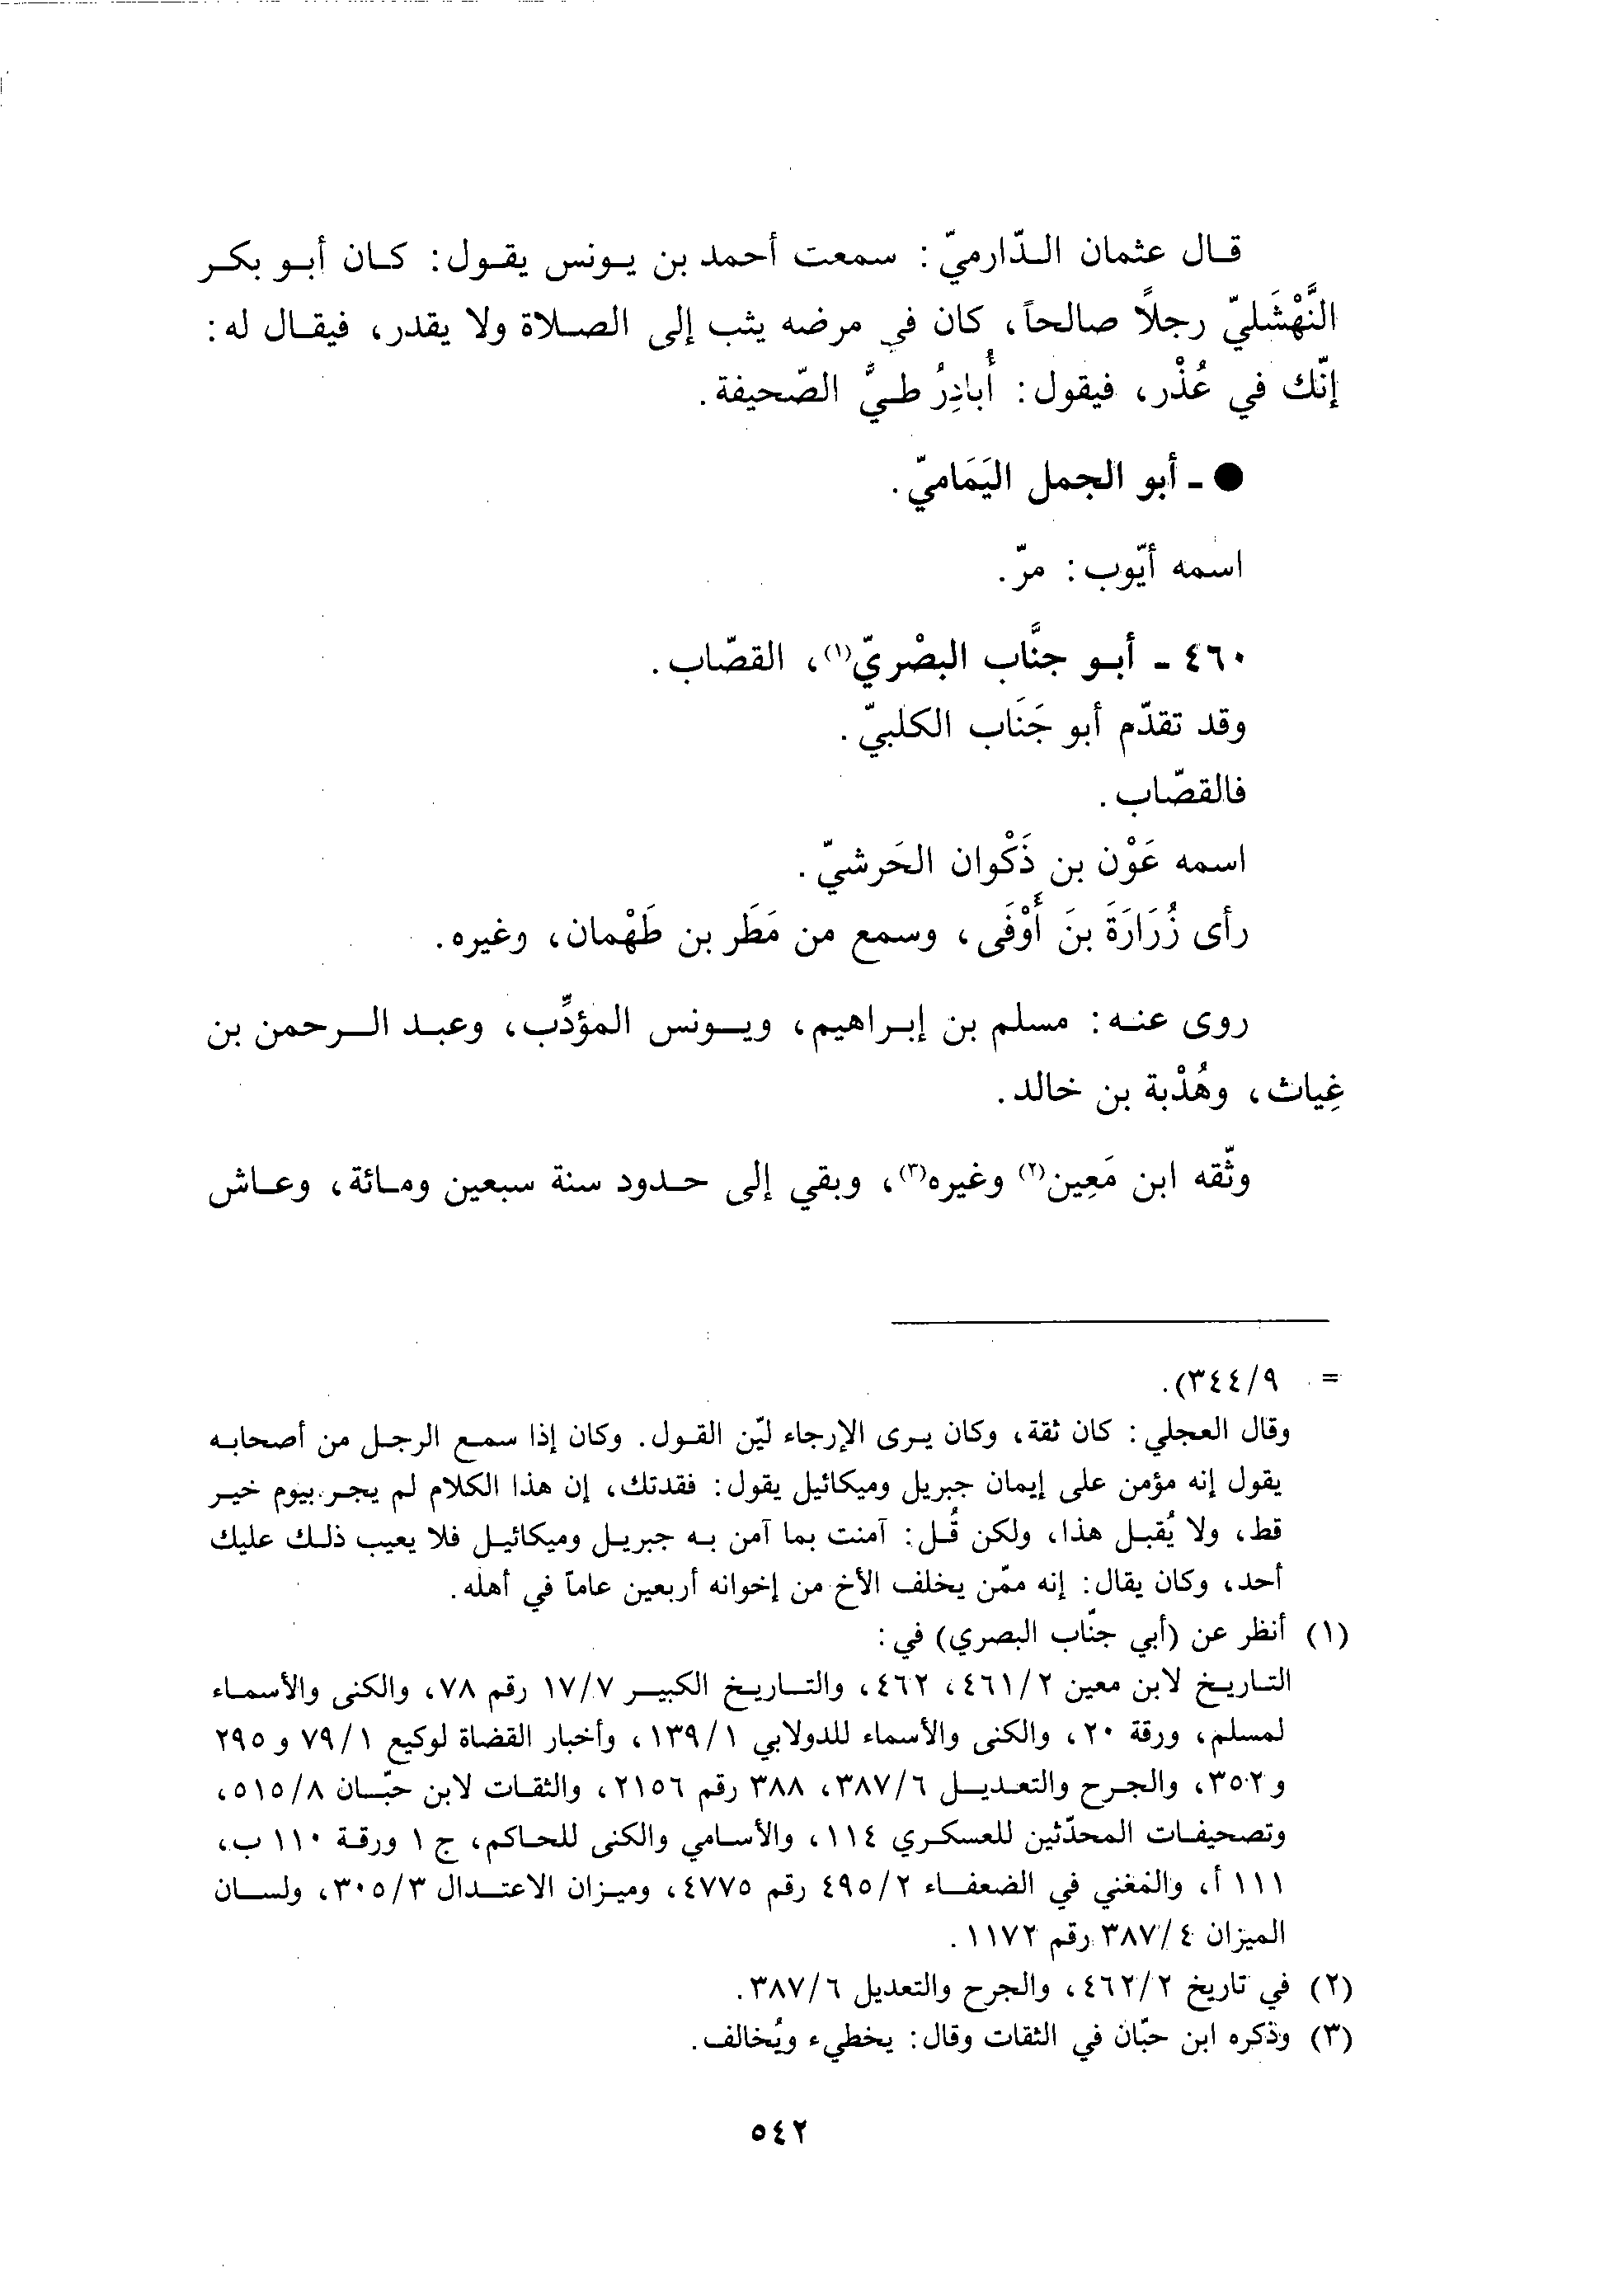 قال عثمان الدّارميّ: سمعت أحمد بن يونس يقول: كان أبو بكر
النَّهْشَليّ رجلاً صالحاً، كان في مرضه يثب إلى الصلاة ولا يقدر، فيقال له:
إنّك في عُذْر، فيقول: أُبادِرُ طيَّ الصّحيفة.
● ـ أبو الجمل اليَمَاميّ.
اسمه أيّوب: مرّ.
٤٦٠ ـ أبو جنَّاب البصْريّ(١)، القصّاب.
وقد تقدّم أبو جَنَاب الكلبيّ.
فالقصّاب.
اسمه عَوْن بن ذَكْوان الحَرشيّ.
رأى زُرَارَةَ بنَ أَوْفَى، وسمع من مَطَر بن طَهْمان، وغيره.
روى عنه: مسلم بن إبراهيم، ويونس المؤدِّب، وعبد الرحمن بن
غِياث، وهُدْبة بن خالد.
وثّقه ابن مَعِين(٢) وغيره(٣)، وبقي إلى حدود سنة سبعين ومائة، وعاش
= ٣٤٤/٩).
وقال العجلي: كان ثقة، وكان يرى الإرجاء ليّن القول. وكان إذا سمع الرجل من أصحابه
يقول إنه مؤمن على إيمان جبريل وميكائيل يقول: فقدتك، إن هذا الكلام لم يجر بيوم خير
قط، ولا يُقبل هذا، ولكن قُل: آمنت بما آمن به جبريل وميكائيل فلا يعيب ذلك عليك
أحد، وكان يقال: إنه ممّن يخلف الأخ من إخوانه أربعين عاماً في أهله.
(١) أنظر عن (أبي جنّاب البصري) في:
التاريخ لابن معين ٤٦١/٢، ٤٦٢، والتاريخ الكبير ١٧/٧ رقم ٧٨، والكنى والأسماء
لمسلم، ورقة ٢٠، والكنى والأسماء للدولابي ١٣٩/١، وأخبار القضاة لوكيع ٧٩/١ و ٢٩٥
و ٣٥٢، والجرح والتعديل ٣٨٧/٦، ٣٨٨ رقم ٢١٥٦، والثقات لابن حبّان ٥١٥/٨،
وتصحيفات المحدّثين للعسكري ١١٤، والأسامي والكنى للحاكم، ج ١ ورقة ١١٠ ب،
١١١ أ، والمغني في الضعفاء ٤٩٥/٢ رقم ٤٧٧٥، وميزان الاعتدال ٣٠٥/٣، ولسان
الميزان ٣٨٧/٤ رقم ١١٧٢.
(٢) في تاريخ ٤٦٢/٢، والجرح والتعديل ٣٨٧/٦.
(٣) وذكره ابن حبّان في الثقات وقال: يخطيء ويُخالف.
٥٤٢